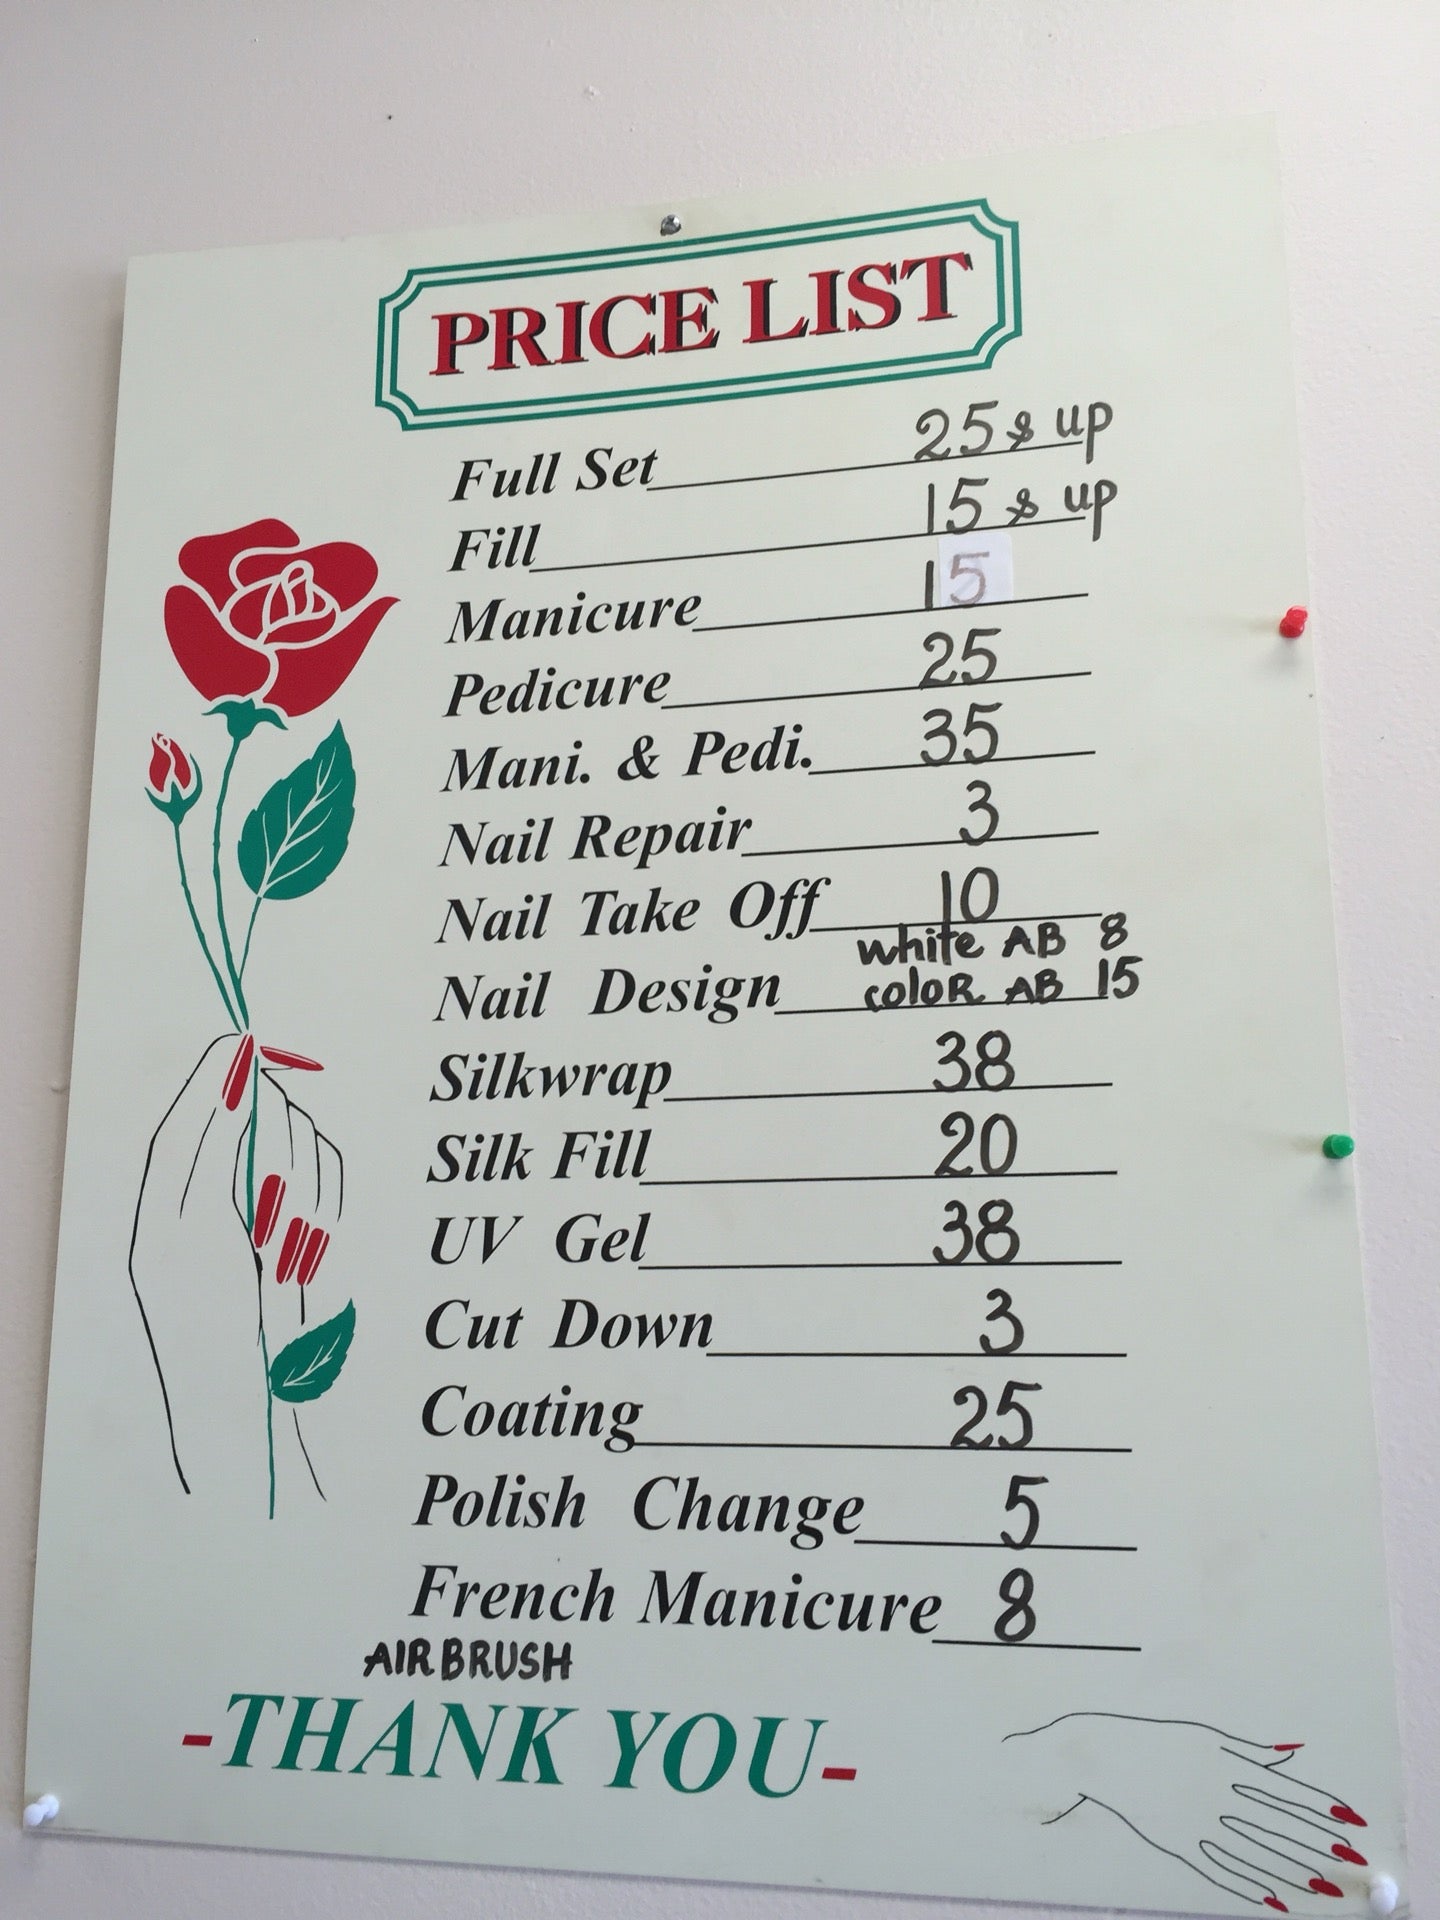 PRICE LIST
Full Set 25 & up
Fill 15 & up
Manicure 15
Pedicure 25
Mani. & Pedi. 35
Nail Repair 3
Nail Take Off 10
white AB 8
Nail Design coloR AB 15
Silkwrap 38
Silk Fill 20
UV Gel 38
Cut Down 3
Coating 25
Polish Change 5
French Manicure 8
AIRBRUSH
-THANK YOU-